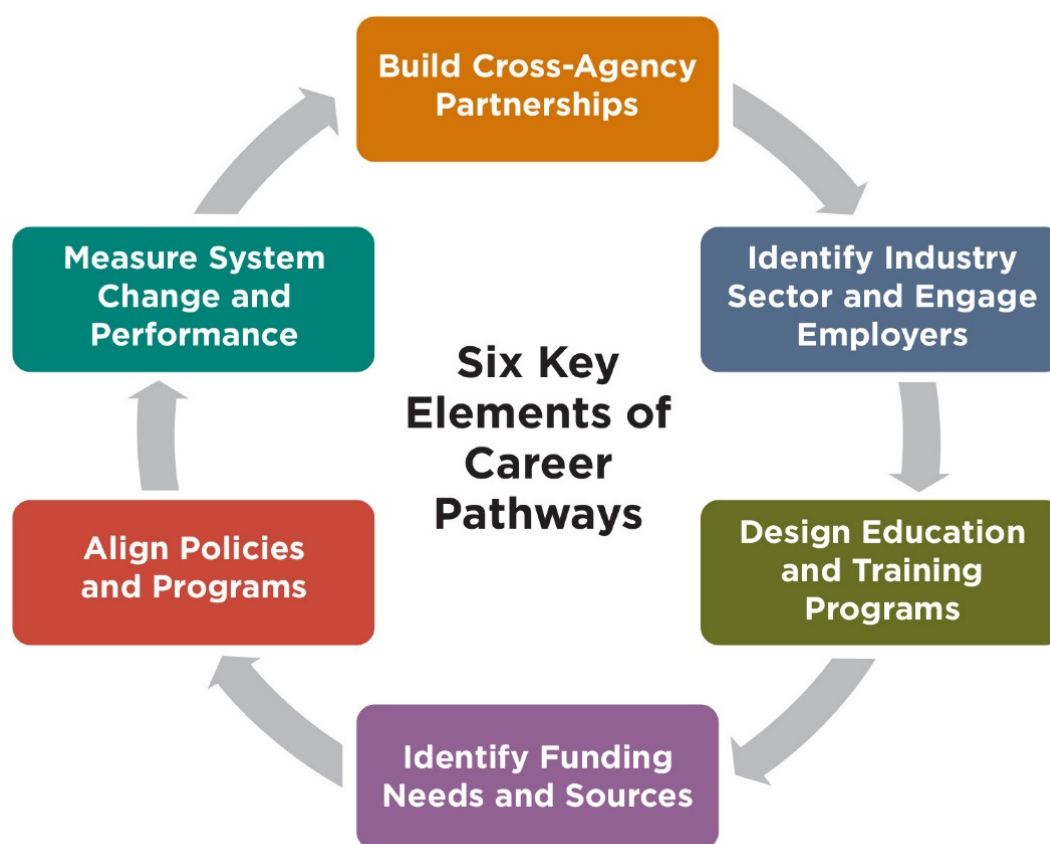 Build Cross-Agency
Partnerships
Identify Industry
Sector and Engage
Employers
Design Education
and Training
Programs
Identify Funding
Needs and Sources
Align Policies
and Programs
Measure System
Change and
Performance
Six Key
Elements of
Career
Pathways